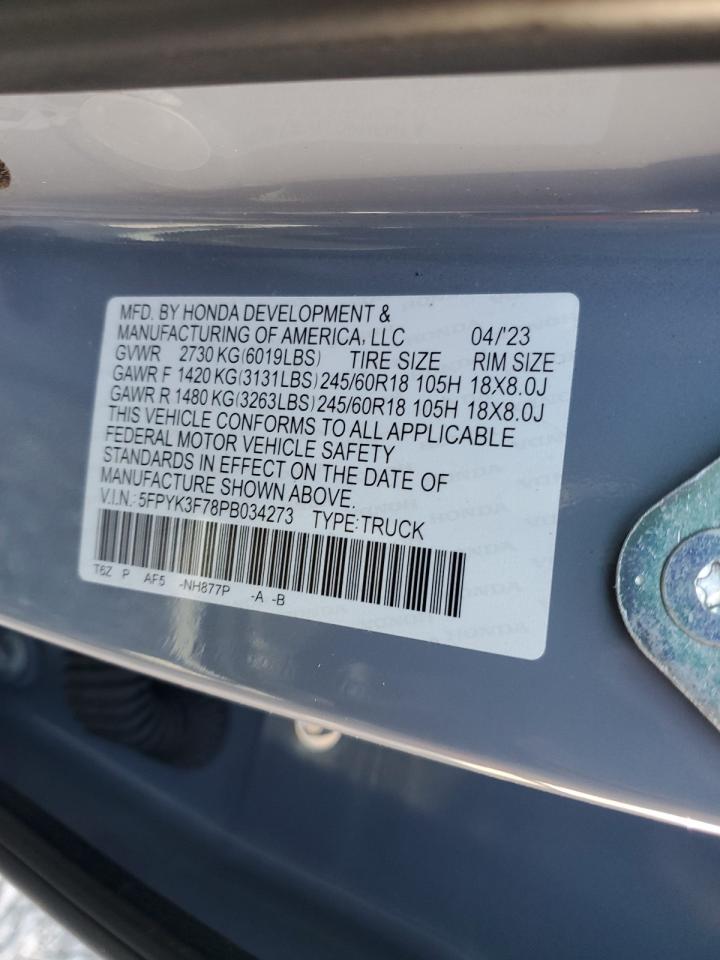 MFD. BY HONDA DEVELOPMENT &
MANUFACTURING OF AMERICA, LLC 04/'23
GVWR 2730 KG(6019LBS) TIRE SIZE RIM SIZE
GAWR F 1420 KG(3131LBS) 245/60R18 105H 18X8.0J
GAWR R 1480 KG(3263LBS) 245/60R18 105H 18X8.0J
THIS VEHICLE CONFORMS TO ALL APPLICABLE
FEDERAL MOTOR VEHICLE SAFETY
STANDARDS IN EFFECT ON THE DATE OF
MANUFACTURE SHOWN ABOVE.
V.I.N.: 5FPYK3F78PB034273 TYPE: TRUCK
T6Z P AF5 -NH877P -A -B